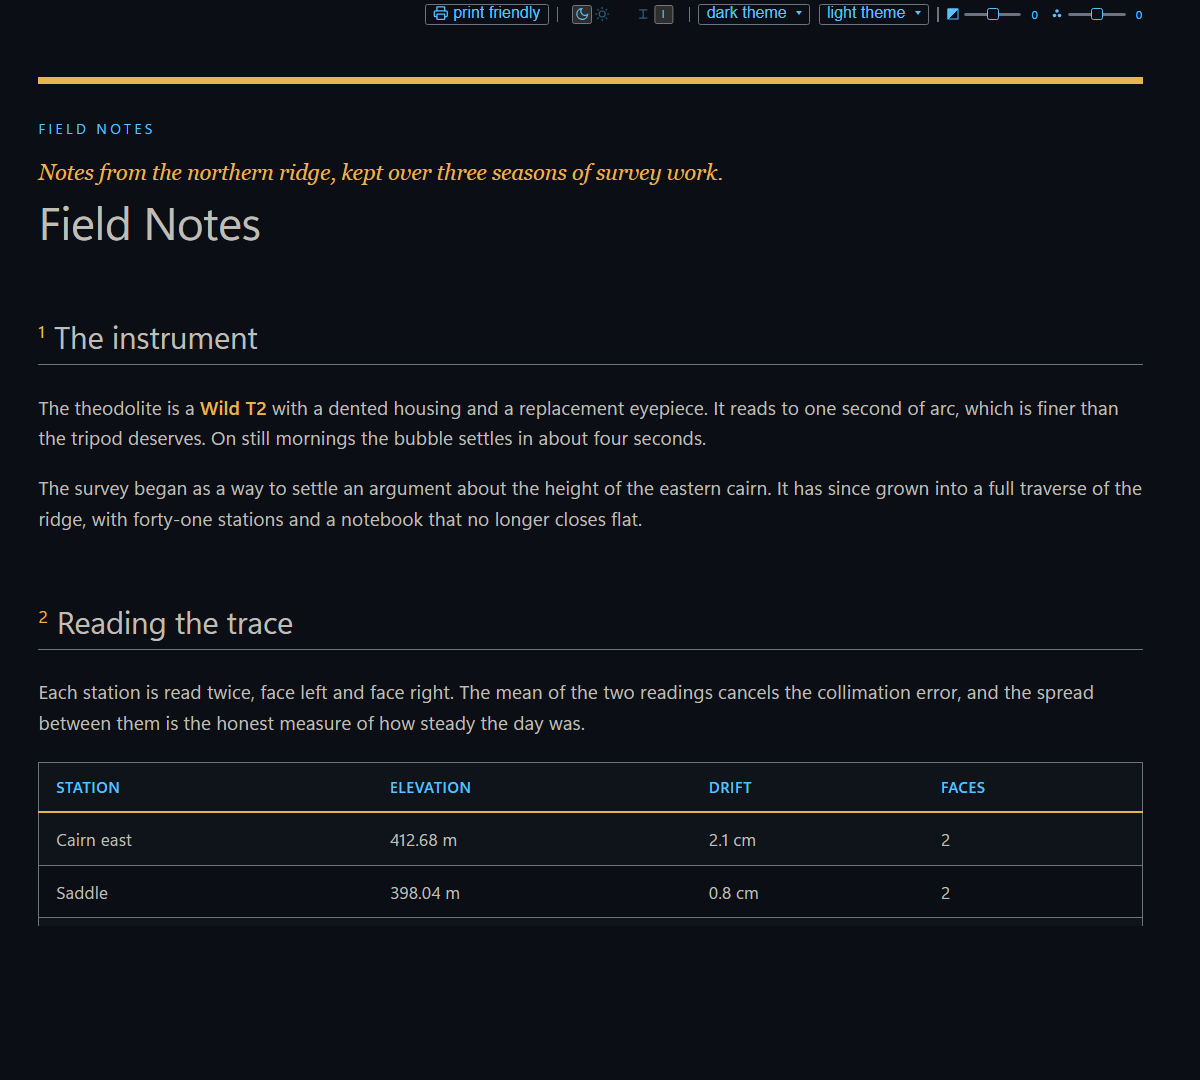 print friendly | dark theme light theme | 0 0
FIELD NOTES
Notes from the northern ridge, kept over three seasons of survey work.
Field Notes
1 The instrument
The theodolite is a Wild T2 with a dented housing and a replacement eyepiece. It reads to one second of arc, which is finer than
the tripod deserves. On still mornings the bubble settles in about four seconds.
The survey began as a way to settle an argument about the height of the eastern cairn. It has since grown into a full traverse of the
ridge, with forty-one stations and a notebook that no longer closes flat.
2 Reading the trace
Each station is read twice, face left and face right. The mean of the two readings cancels the collimation error, and the spread
between them is the honest measure of how steady the day was.
STATION ELEVATION DRIFT FACES
Cairn east 412.68 m 2.1 cm 2
Saddle 398.04 m 0.8 cm 2